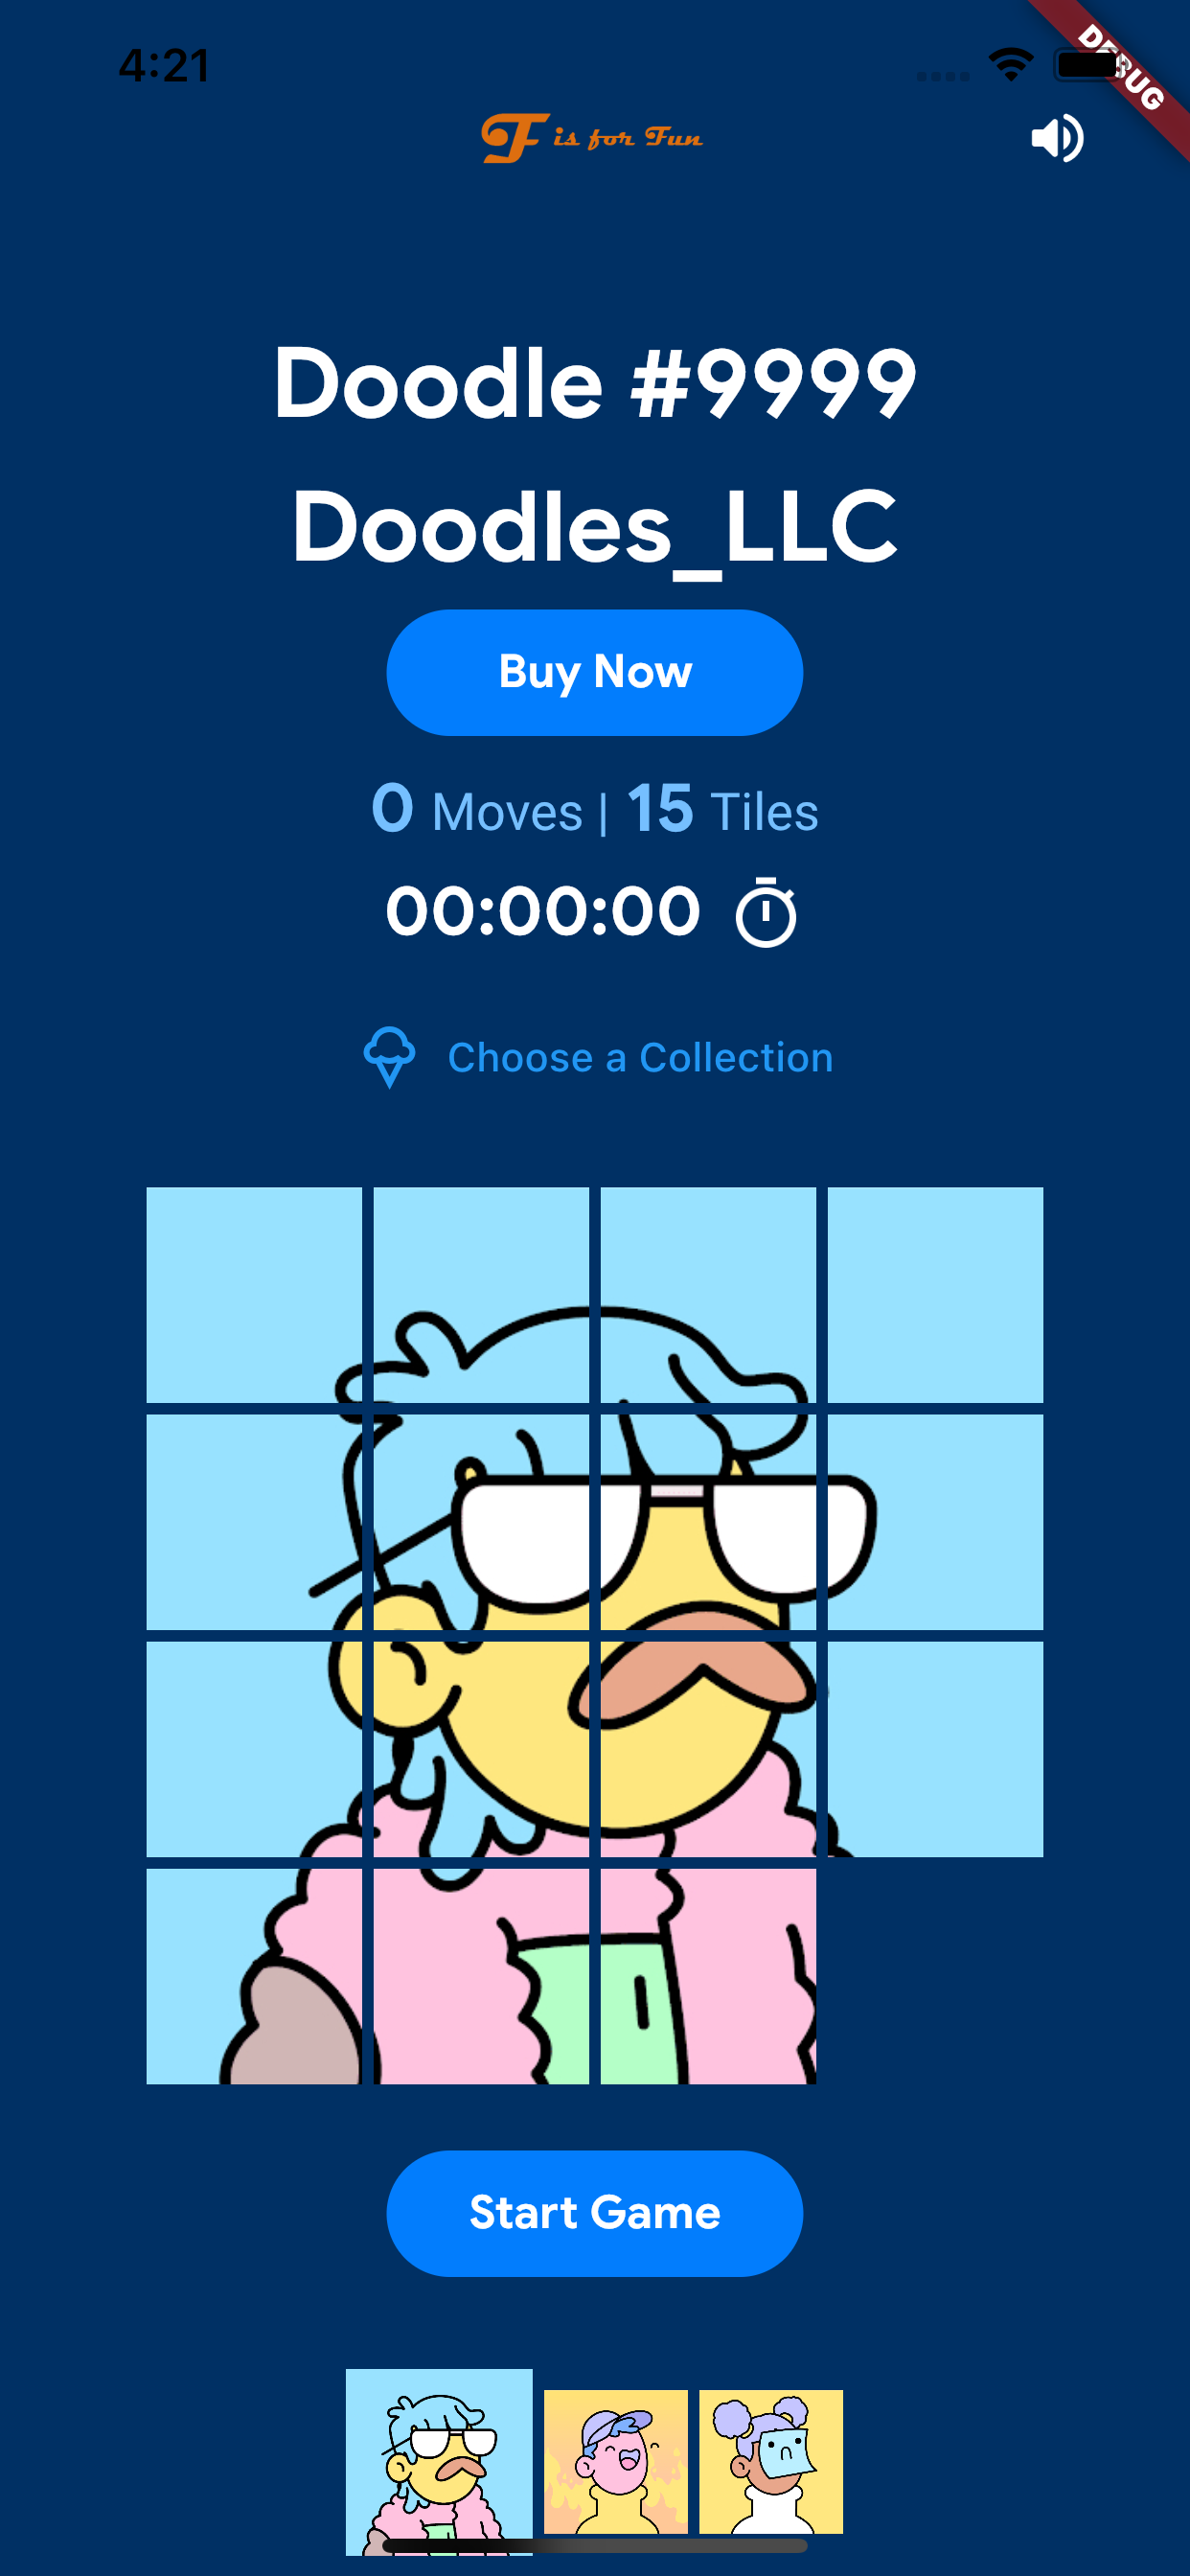 4:21
DEBUG
F is for Fun
Doodle #9999
Doodles_LLC
Buy Now
0 Moves | 15 Tiles
00:00:00
Choose a Collection
Start Game